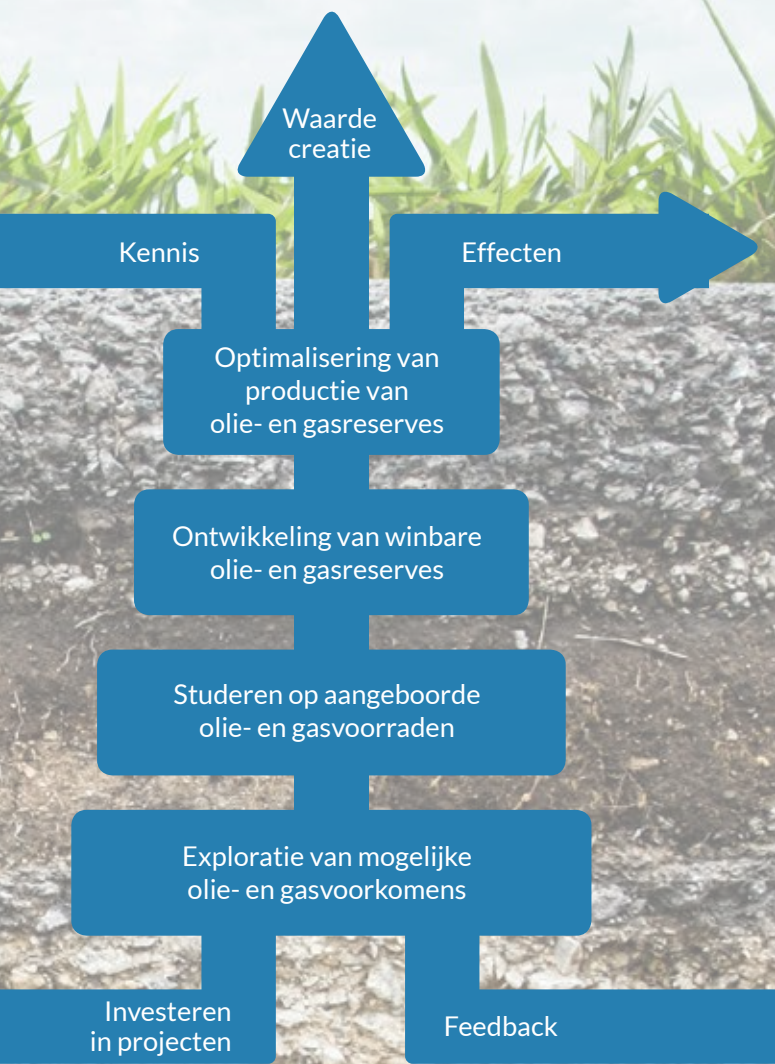 Waarde
creatie
Kennis
Effecten
Optimalisering van
productie van
olie- en gasreserves
Ontwikkeling van winbare
olie- en gasreserves
Studeren op aangeboorde
olie- en gasvoorraden
Exploratie van mogelijke
olie- en gasvoorkomens
Investeren
in projecten
Feedback